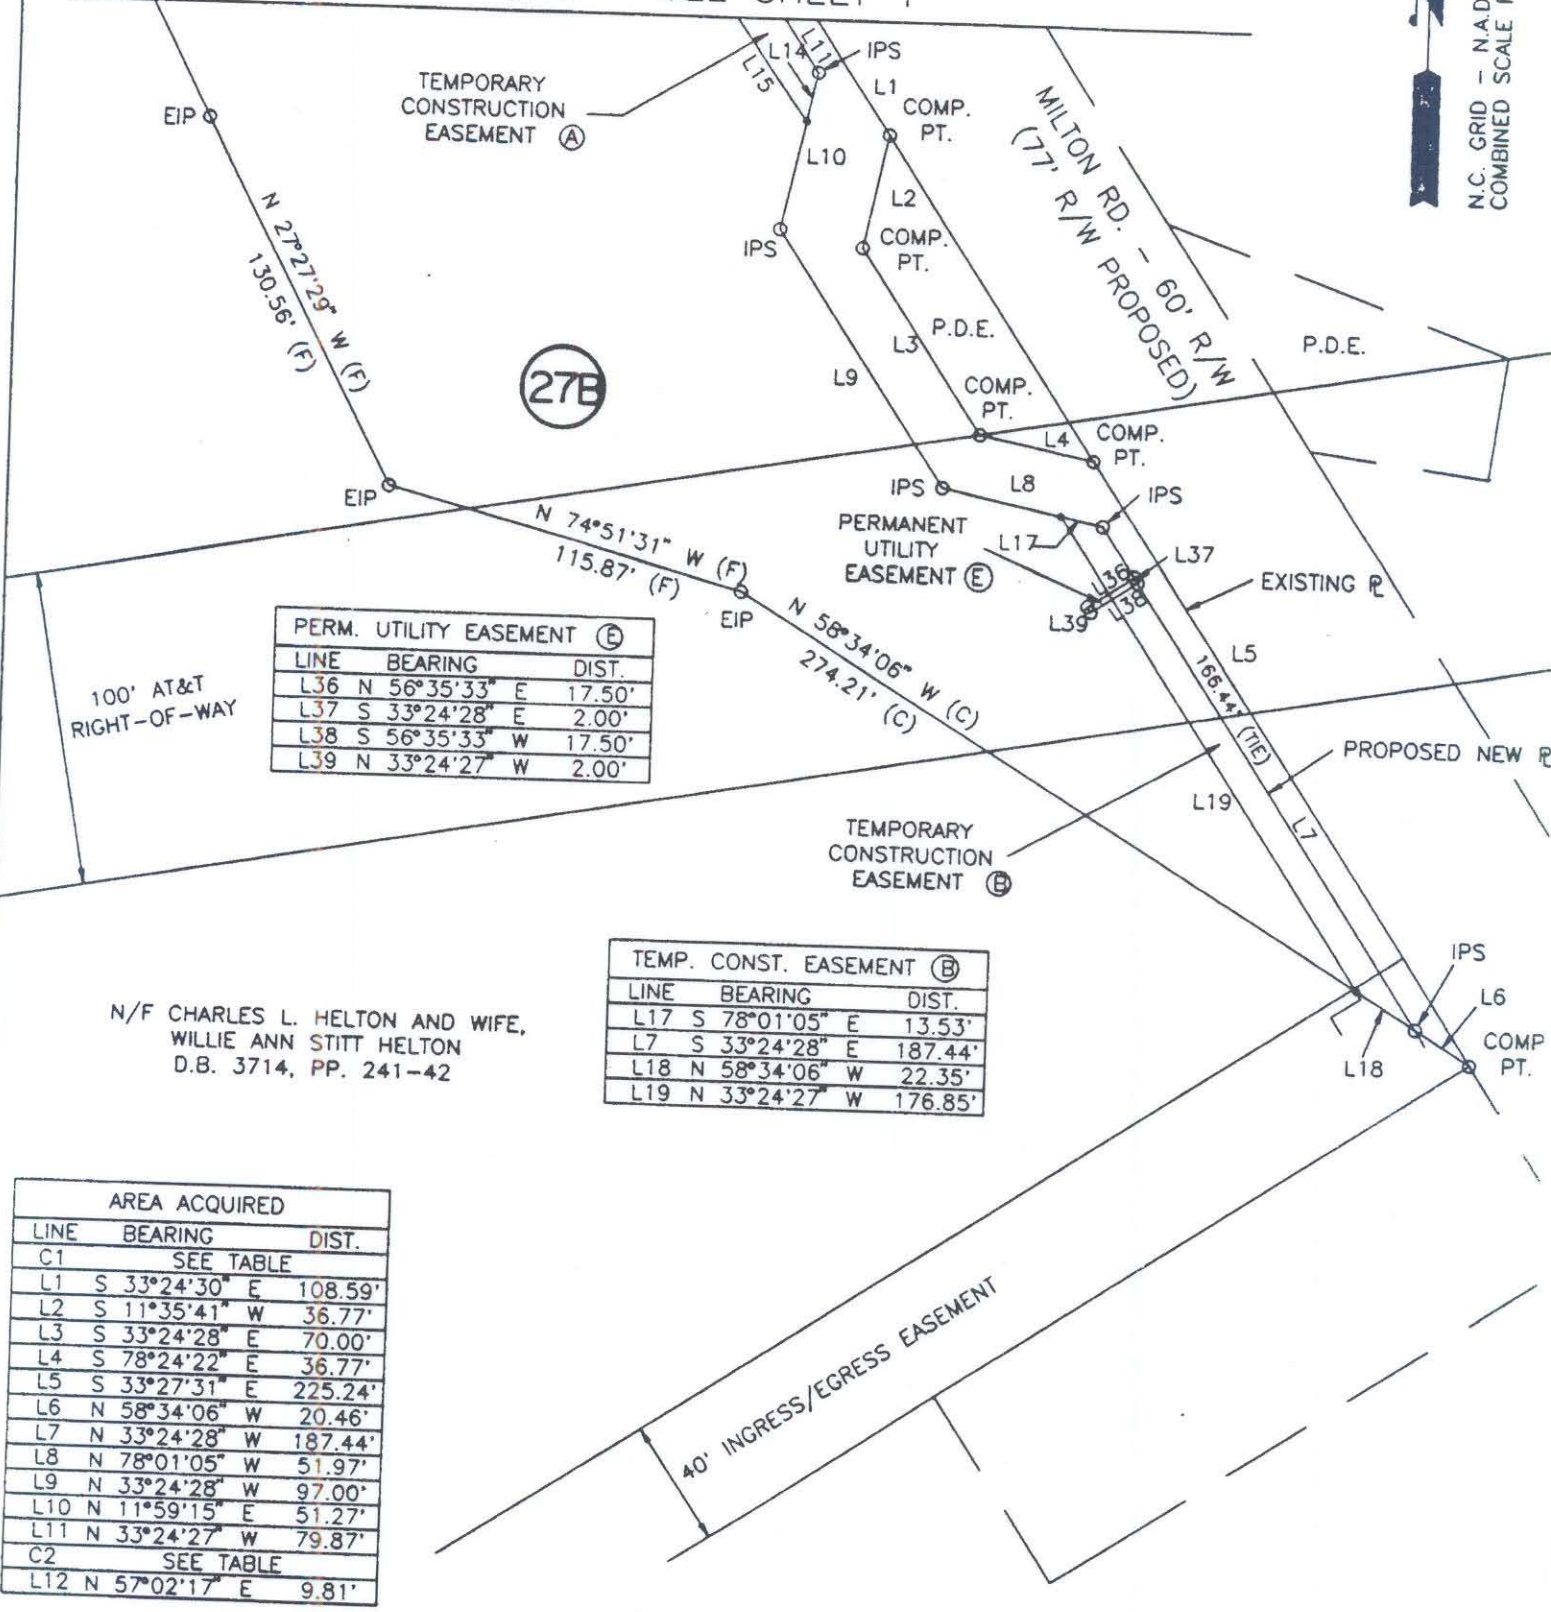 N.C. GRID - N.A.D
COMBINED SCALE
L14
L11
IPS
L15
L1
TEMPORARY
CONSTRUCTION
EASEMENT Ⓐ
COMP.
PT.
EIP
L10
L2
MILTON RD. - 60' R/W
(77' R/W PROPOSED)
N 27°27'29" W (F)
130.56' (F)
IPS
COMP.
PT.
L3
P.D.E.
P.D.E.
L9
27B
COMP.
PT.
L4
COMP.
PT.
EIP
IPS
L8
IPS
N 74°51'31" W (F)
115.87' (F)
PERMANENT
UTILITY
EASEMENT Ⓔ
L17
L36
L37
L38
L39
EXISTING ℄
EIP
N 58°34'06" W (C)
274.21' (C)
L5
166.44' (TIE)
PERM. UTILITY EASEMENT Ⓔ
LINE BEARING DIST.
L36 N 56°35'33" E 17.50'
L37 S 33°24'28" E 2.00'
L38 S 56°35'33" W 17.50'
L39 N 33°24'27" W 2.00'
100' AT&T
RIGHT-OF-WAY
PROPOSED NEW
L19
L7
TEMPORARY
CONSTRUCTION
EASEMENT Ⓑ
TEMP. CONST. EASEMENT Ⓑ
LINE BEARING DIST.
L17 S 78°01'05" E 13.53'
L7 S 33°24'28" E 187.44'
L18 N 58°34'06" W 22.35'
L19 N 33°24'27" W 176.85'
IPS
L6
COMP
PT.
L18
N/F CHARLES L. HELTON AND WIFE,
WILLIE ANN STITT HELTON
D.B. 3714, PP. 241-42
AREA ACQUIRED
LINE BEARING DIST.
C1 SEE TABLE
L1 S 33°24'30" E 108.59'
L2 S 11°35'41" W 36.77'
L3 S 33°24'28" E 70.00'
L4 S 78°24'22" E 36.77'
L5 S 33°27'31" E 225.24'
L6 N 58°34'06" W 20.46'
L7 N 33°24'28" W 187.44'
L8 N 78°01'05" W 51.97'
L9 N 33°24'28" W 97.00'
L10 N 11°59'15" E 51.27'
L11 N 33°24'27" W 79.87'
C2 SEE TABLE
L12 N 57°02'17" E 9.81'
40' INGRESS/EGRESS EASEMENT